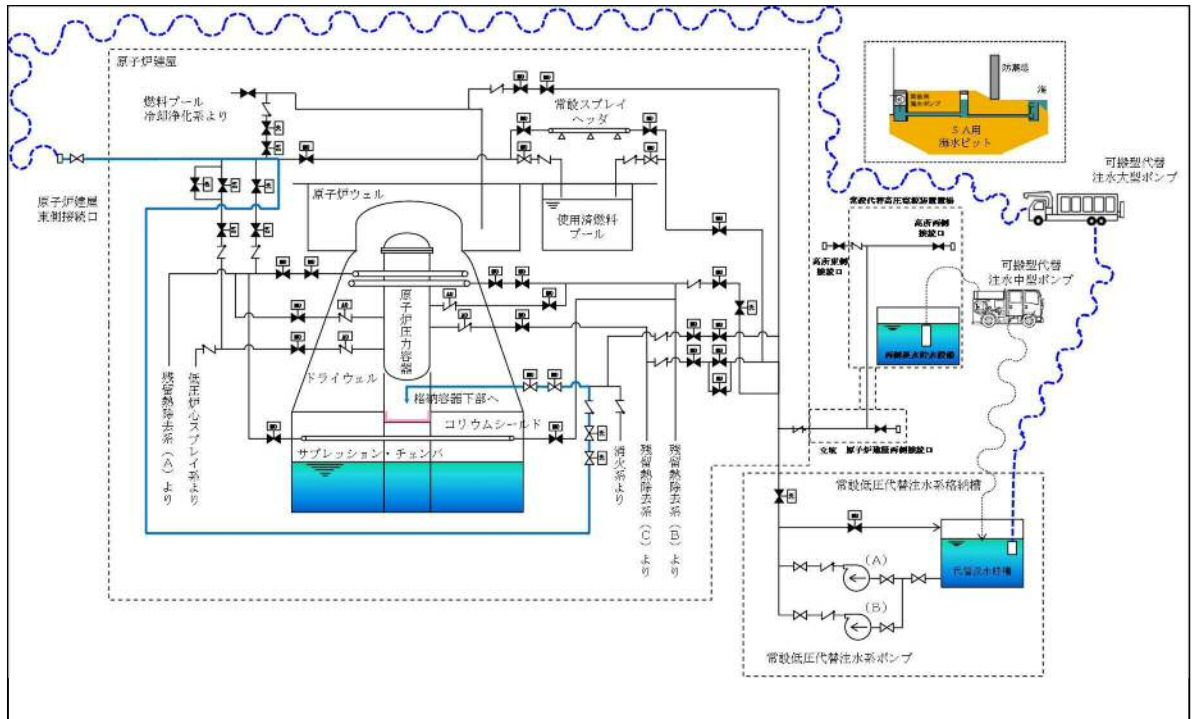 原子炉建屋
燃料プール
冷却浄化系より
常設スプレイ
ヘッダ
防潮堤
海
ＳＡ用
海水ピット
可搬型代替
注水大型ポンプ
原子炉建屋
東側接続口
原子炉ウェル
使用済燃料
プール
常設代替高圧電源装置置場
高所西側
接続口
高所東側
接続口
可搬型代替
注水中型ポンプ
原子炉圧力容器
西側淡水貯水設備
ドライウェル
格納容器下部へ
コリウムシールド
サプレッション・チェンバ
残留熱除去系（A）より
低圧炉心スプレイ系より
消火系より
残留熱除去系（C）より
残留熱除去系（B）より
立坑
原子炉建屋西側接続口
常設低圧代替注水系格納槽
(A)
代替淡水貯槽
(B)
常設低圧代替注水系ポンプ